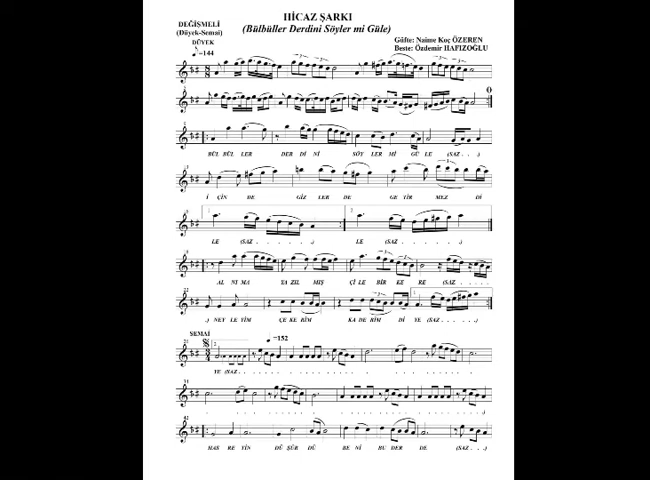 HİCAZ ŞARKI
DEĞİŞMELİ
(Düyek-Semai)
(Bülbüller Derdini Söyler mi Güle)
DÜYEK
Güfte: Naime Koç ÖZEREN
Beste: Özdemir HAFIZOĞLU
=144
BÜL BÜL LER DER Dİ Nİ SÖY LER Mİ GÜ LE (SAZ . . .)
İ ÇİN DE GİZ LER DE GE TİR MEZ Dİ
LE (SAZ . . . . . . .) LE (SAZ . . . . . . .)
AL NI MA YA ZIL MIŞ Çİ LE BİR KE RE (SAZ . . . .
.) NEY LE YİM ÇE KE RİM KA DE RİM Dİ YE (SAZ . . . . . . .)
SEMAİ
=152
YE (SAZ . . . . . . . . . .
HAS RE TİN DÜ ŞÜR DÜ BE Nİ BU DER DE (SAZ . . .)